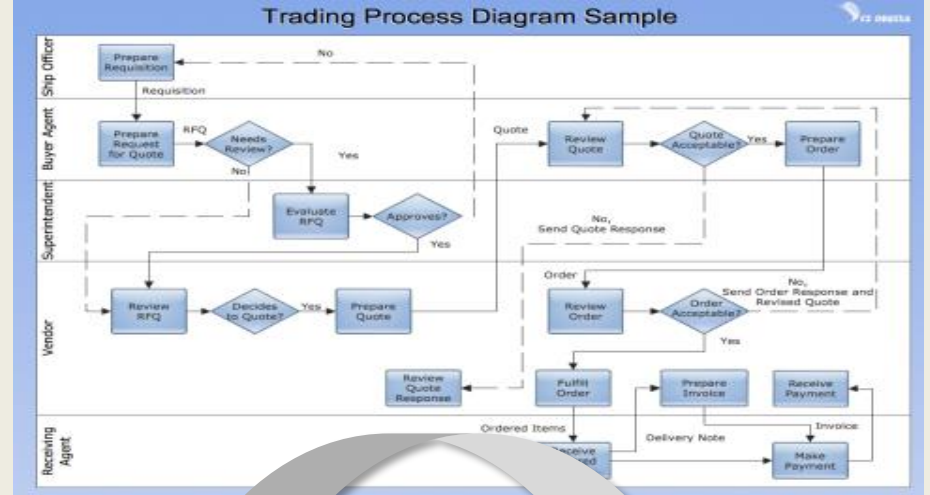 Trading Process Diagram Sample
Ship Officer
Prepare
Requisition
No
Requisition
Buyer Agent
Prepare
Request
for Quote
RFQ
Needs
Review?
Yes
No
Quote
Review
Quote
Quote
Acceptable?
Yes
Prepare
Order
Superintendent
Evaluate
RFQ
Approves?
Yes
No,
Send Quote Response
Vendor
Review
RFQ
Decides
to Quote?
Yes
Prepare
Quote
Order
Review
Order
Order
Acceptable?
No,
Send Order Response and
Revised Quote
Yes
Review
Quote
Response
Fulfill
Order
Prepare
Invoice
Receive
Payment
Receiving
Agent
Ordered Items
Delivery Note
Invoice
Make
Payment